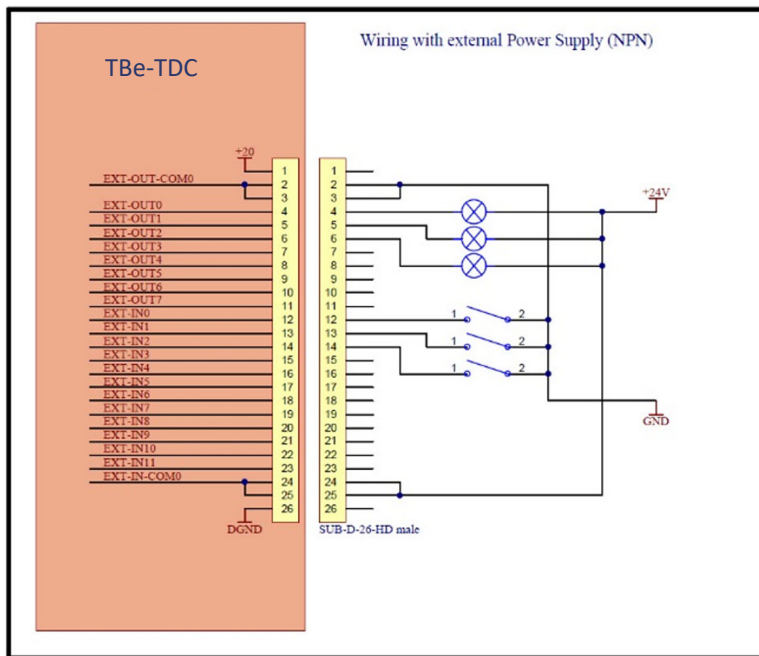 Wiring with external Power Supply (NPN)
TBe-TDC
+20
EXT-OUT-COM0
EXT-OUT0
EXT-OUT1
EXT-OUT2
EXT-OUT3
EXT-OUT4
EXT-OUT5
EXT-OUT6
EXT-OUT7
EXT-IN0
EXT-IN1
EXT-IN2
EXT-IN3
EXT-IN4
EXT-IN5
EXT-IN6
EXT-IN7
EXT-IN8
EXT-IN9
EXT-IN10
EXT-IN11
EXT-IN-COM0
DGND
1
2
3
4
5
6
7
8
9
10
11
12
13
14
15
16
17
18
19
20
21
22
23
24
25
26
1
2
3
4
5
6
7
8
9
10
11
12
13
14
15
16
17
18
19
20
21
22
23
24
25
26
SUB-D-26-HD male
1 2
1 2
1 2
+24V
GND